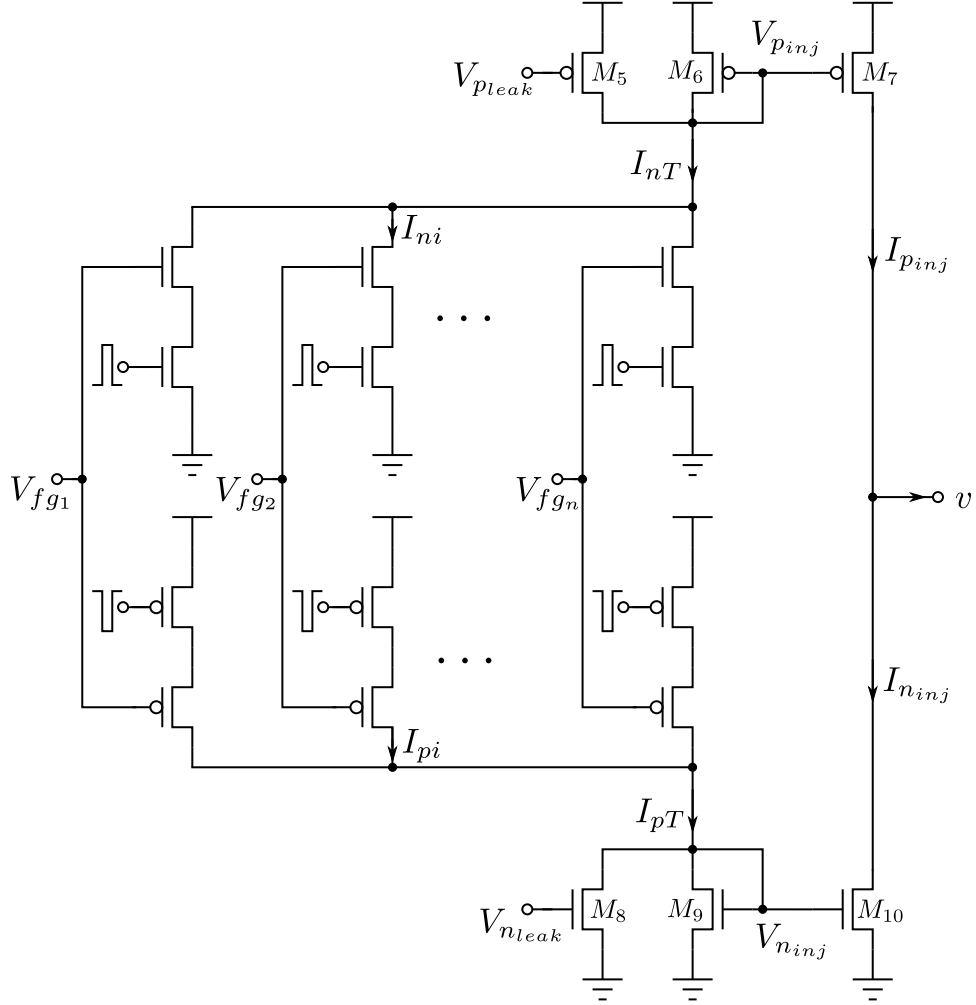 V_{p_{inj}}
V_{p_{leak}} M_5 M_6 M_7
I_{nT}
I_{ni} I_{p_{inj}}
. . .
V_{fg_1} V_{fg_2} V_{fg_n} v
. . .
I_{n_{inj}}
I_{pi}
I_{pT}
V_{n_{leak}} M_8 M_9 M_{10}
V_{n_{inj}}